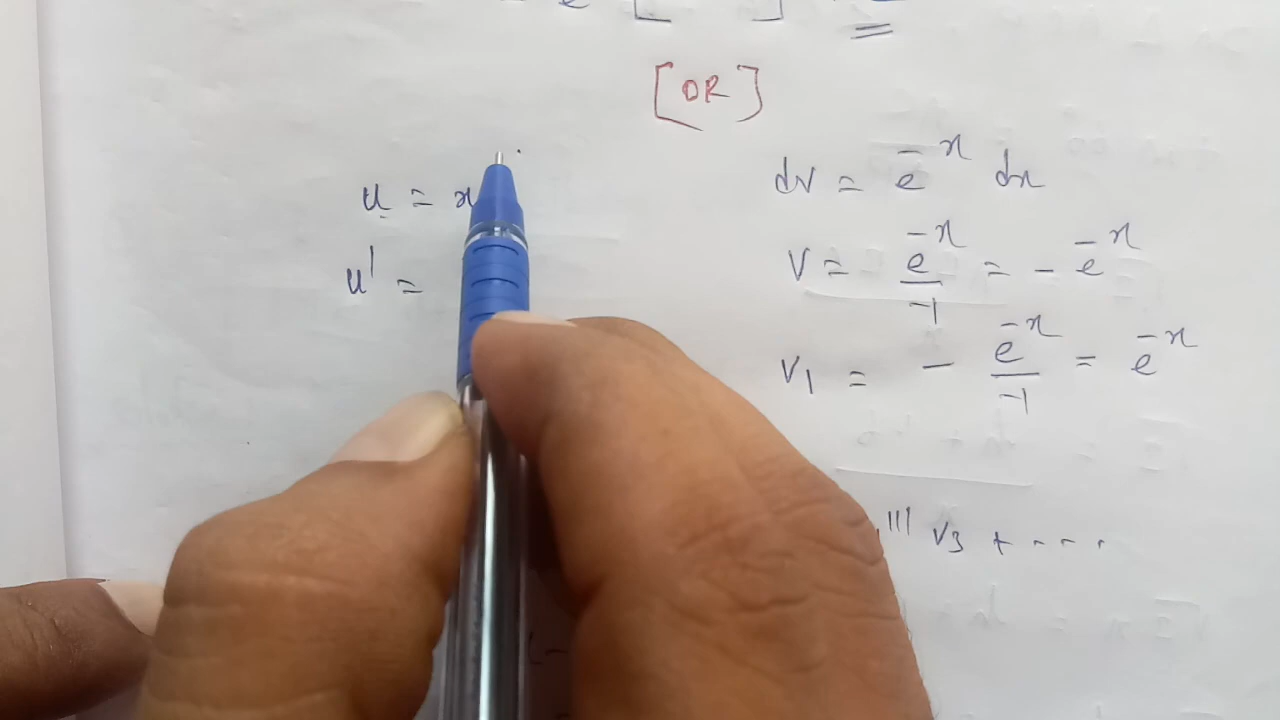 e [ ]
[OR]
u = x
dv = e^-x dx
u' =
v = e^-x/-1 = - e^-x
v1 = - e^-x/-1 = e^-x
''' v3 + - - - .